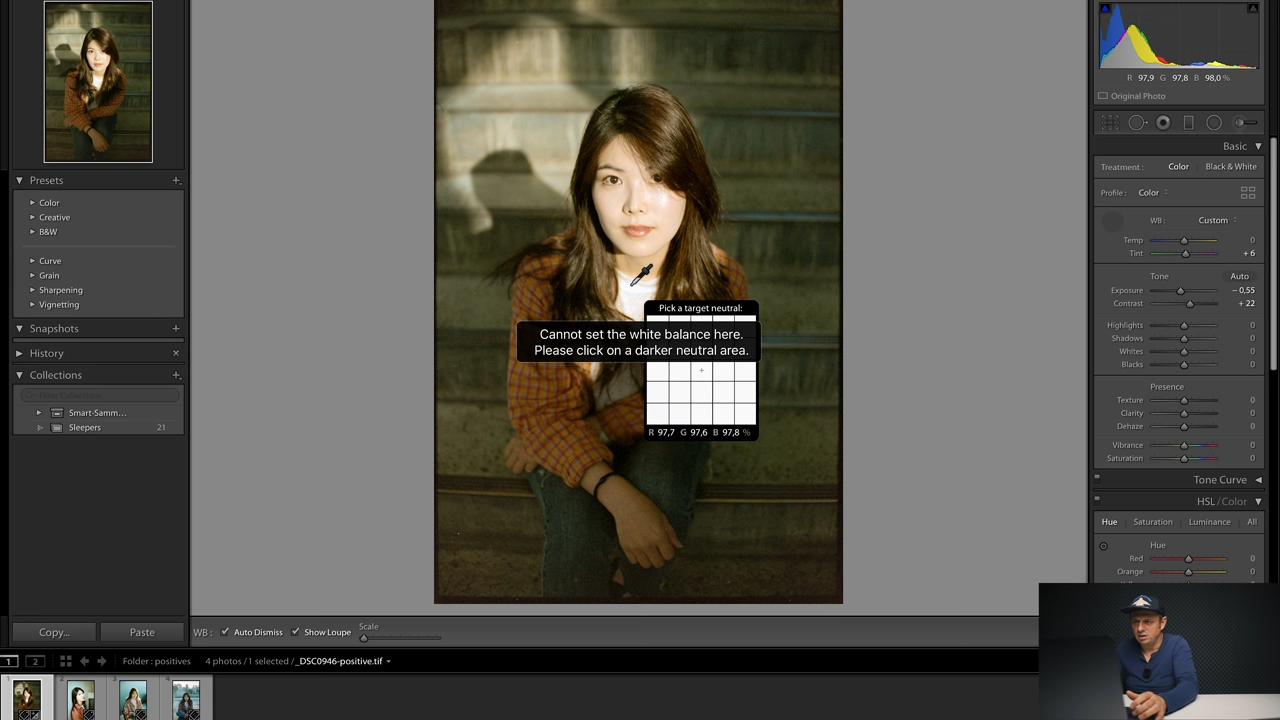 Presets
Color
Creative
B&W
Curve
Grain
Sharpening
Vignetting
Snapshots
History
Collections
Filter Collections
Smart-Samm...
Sleepers 21
Copy... Paste
Pick a target neutral:
Cannot set the white balance here.
Please click on a darker neutral area.
R 97,7 G 97,6 B 97,8 %
WB : Auto Dismiss Show Loupe Scale
R 97,9 G 97,8 B 98,0 %
Original Photo
Basic
Treatment : Color Black & White
Profile : Color
WB : Custom
Temp 0
Tint + 6
Tone Auto
Exposure − 0,55
Contrast + 22
Highlights 0
Shadows 0
Whites 0
Blacks 0
Presence
Texture 0
Clarity 0
Dehaze 0
Vibrance 0
Saturation 0
Tone Curve
HSL / Color
Hue Saturation Luminance All
Hue
Red 0
Orange 0
1 2 Folder : positives 4 photos / 1 selected / _DSC0946-positive.tif
1 2 3 4